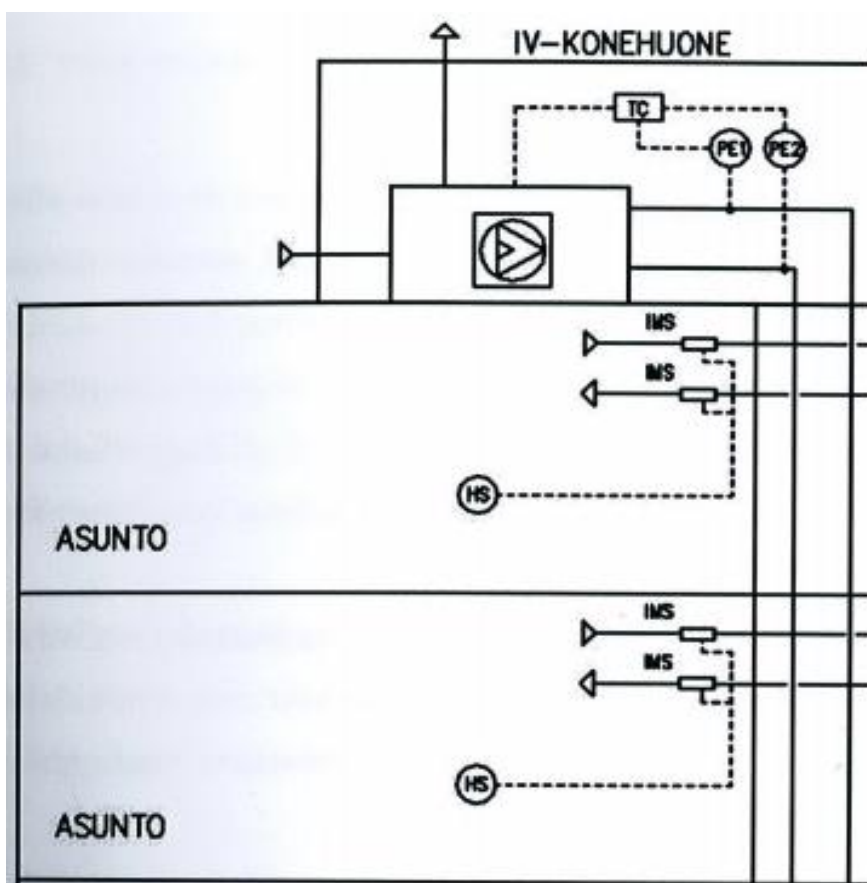 IV-KONEHUONE
TC
PE1
PE2
IMS
IMS
HS
ASUNTO
IMS
IMS
HS
ASUNTO